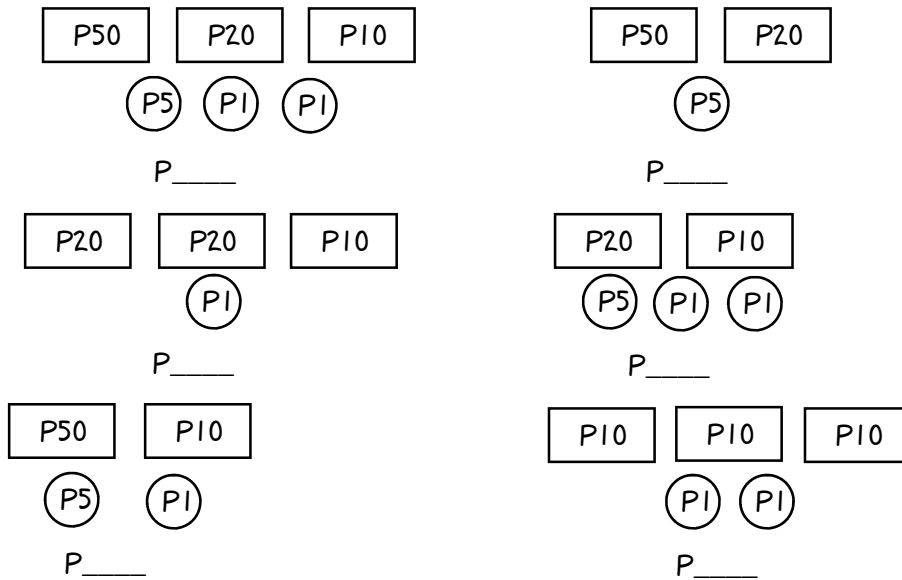 P50 P20 P10
P5 P1 P1
P____
P50 P20
P5
P____
P20 P20 P10
P1
P____
P20 P10
P5 P1 P1
P____
P50 P10
P5 P1
P____
P10 P10 P10
P1 P1
P____